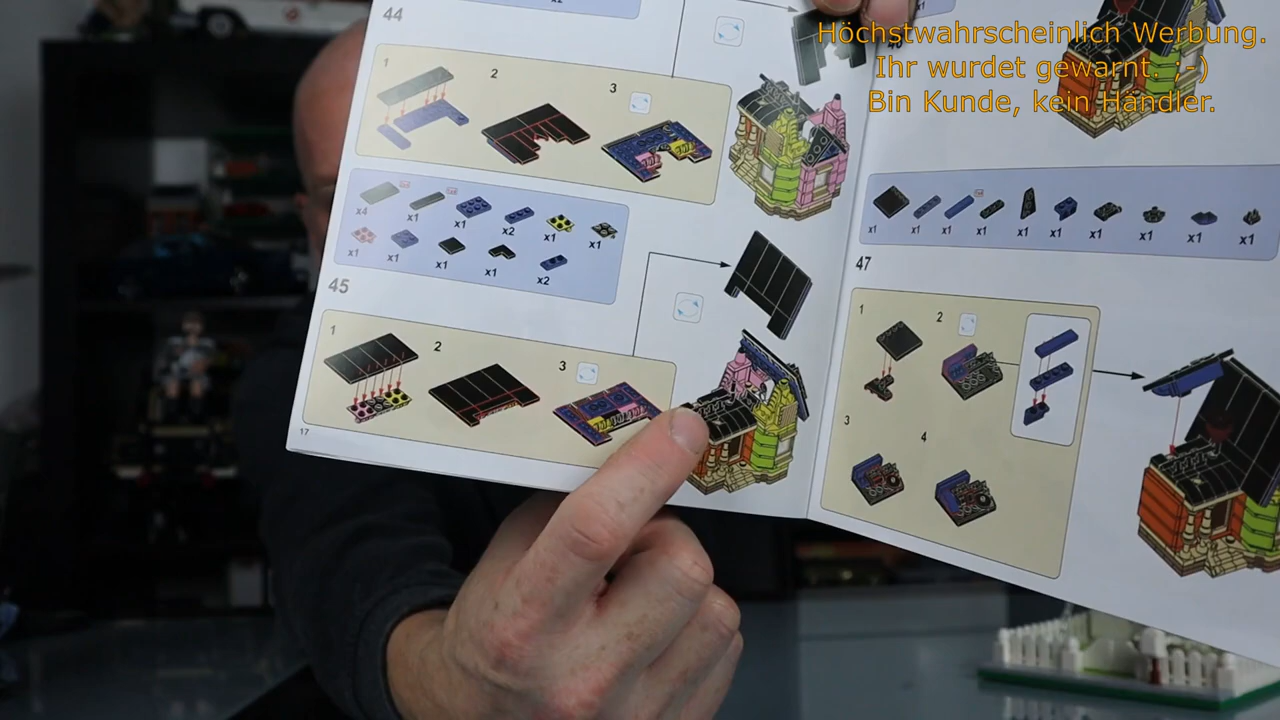 Höchstwahrscheinlich Werbung.
Ihr wurdet gewarnt. ;-)
Bin Kunde, kein Händler.
44
x2
x1
1
2
3
x4
x1
x1
x2
x1
x1
x1
x1
x1
x1
x2
45
1
2
3
17
x1
x1
x1
x1
x1
x1
x1
x1
x1
x1
47
1
2
3
4